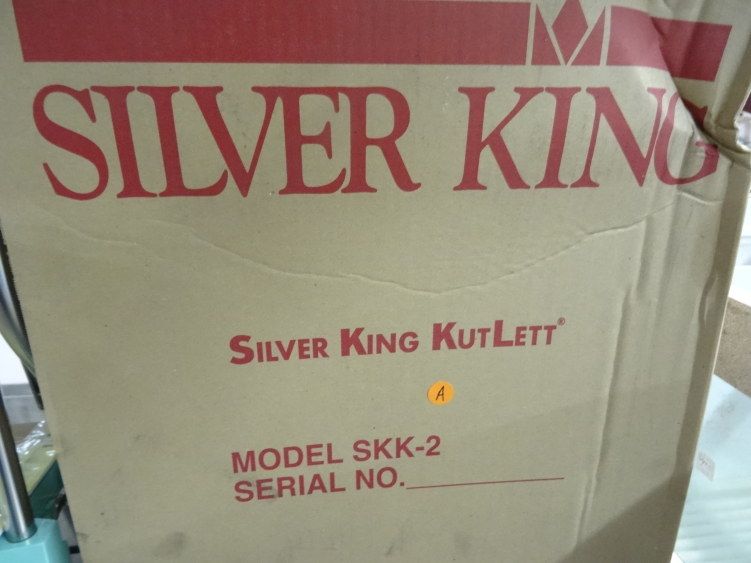 SILVER KING
SILVER KING KUTLETT®
A
MODEL SKK-2
SERIAL NO.